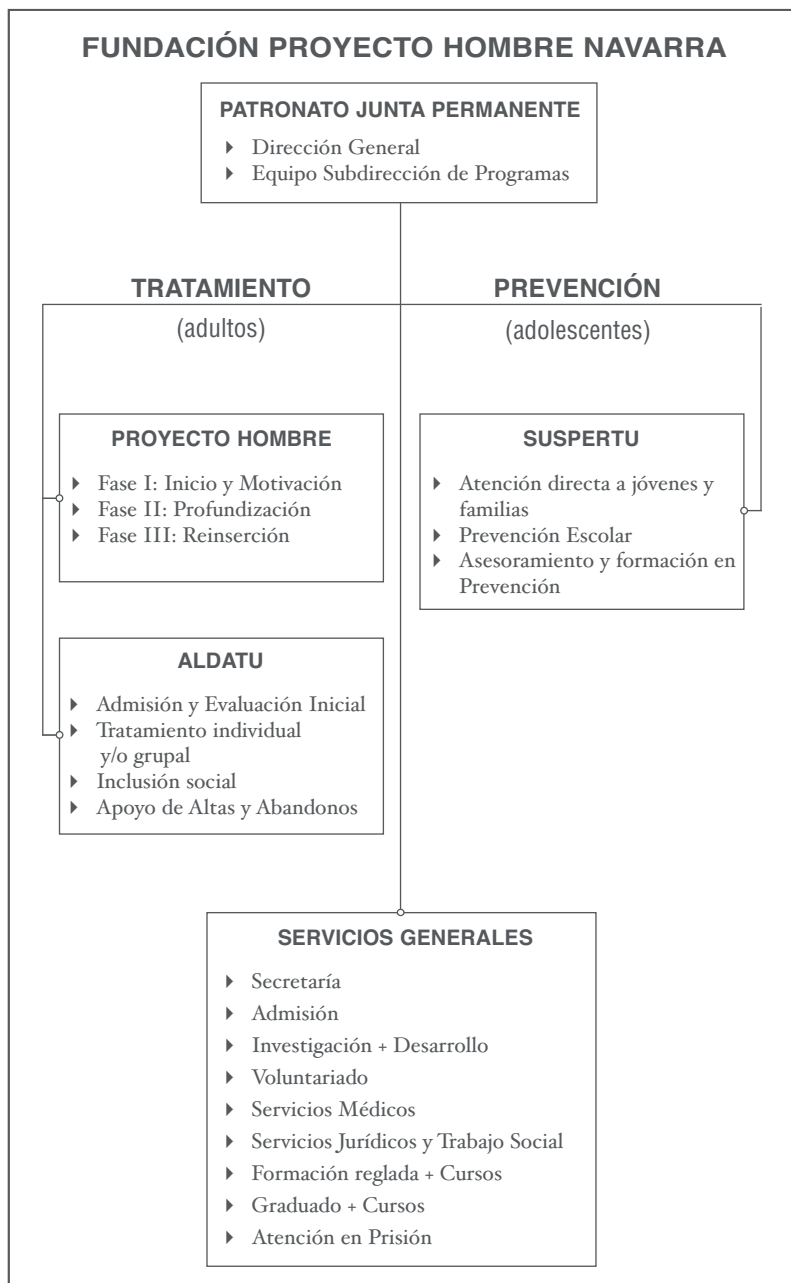 FUNDACIÓN PROYECTO HOMBRE NAVARRA
PATRONATO JUNTA PERMANENTE
Dirección General
Equipo Subdirección de Programas
TRATAMIENTO
(adultos)
PREVENCIÓN
(adolescentes)
PROYECTO HOMBRE
Fase I: Inicio y Motivación
Fase II: Profundización
Fase III: Reinserción
SUSPERTU
Atención directa a jóvenes y
familias
Prevención Escolar
Asesoramiento y formación en
Prevención
ALDATU
Admisión y Evaluación Inicial
Tratamiento individual
y/o grupal
Inclusión social
Apoyo de Altas y Abandonos
SERVICIOS GENERALES
Secretaría
Admisión
Investigación + Desarrollo
Voluntariado
Servicios Médicos
Servicios Jurídicos y Trabajo Social
Formación reglada + Cursos
Graduado + Cursos
Atención en Prisión